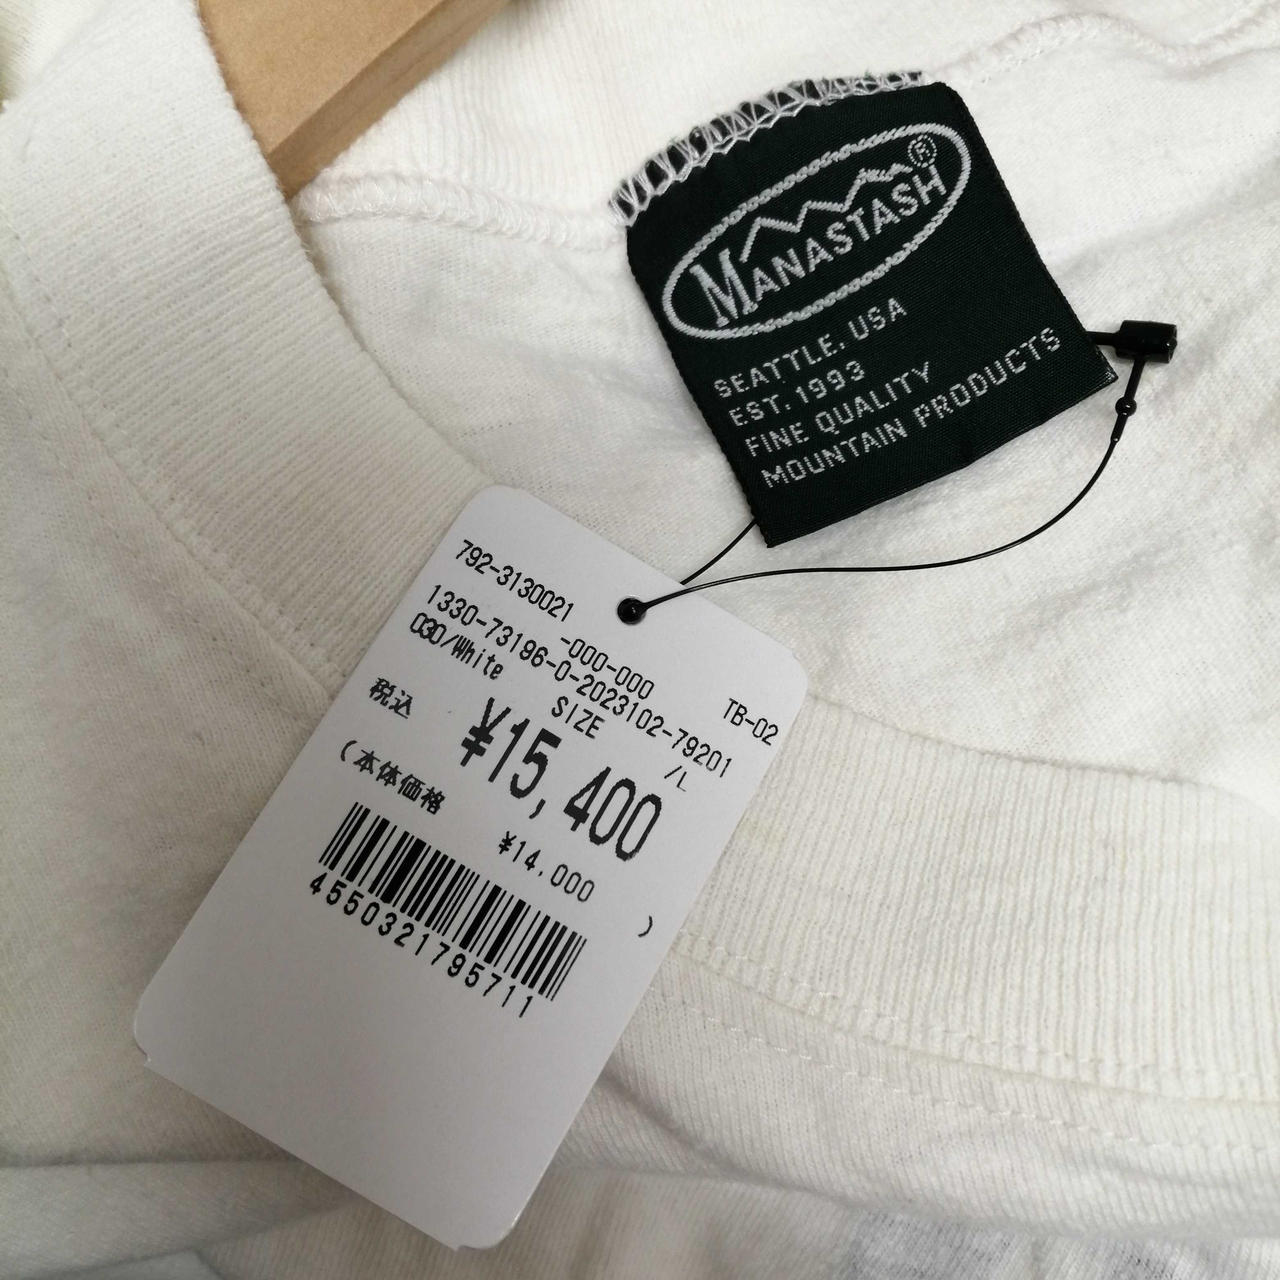 MANASTASH®
SEATTLE. USA
EST. 1993
FINE QUALITY
MOUNTAIN PRODUCTS
792-3130021
-000-000
TB-02
1330-73196-0-2023102-79201
030/White
SIZE
/L
税込
¥15,400
(本体価格
¥14,000
)
4550321795711